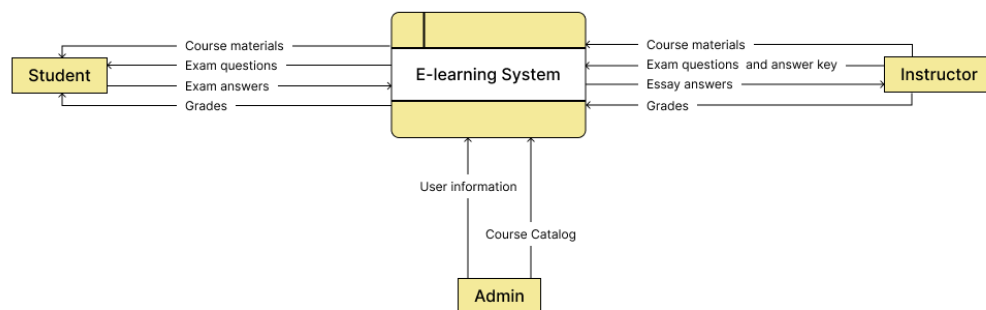 Course materials
Exam questions
Exam answers
Grades
Student
E-learning System
Course materials
Exam questions and answer key
Essay answers
Grades
Instructor
User information
Course Catalog
Admin